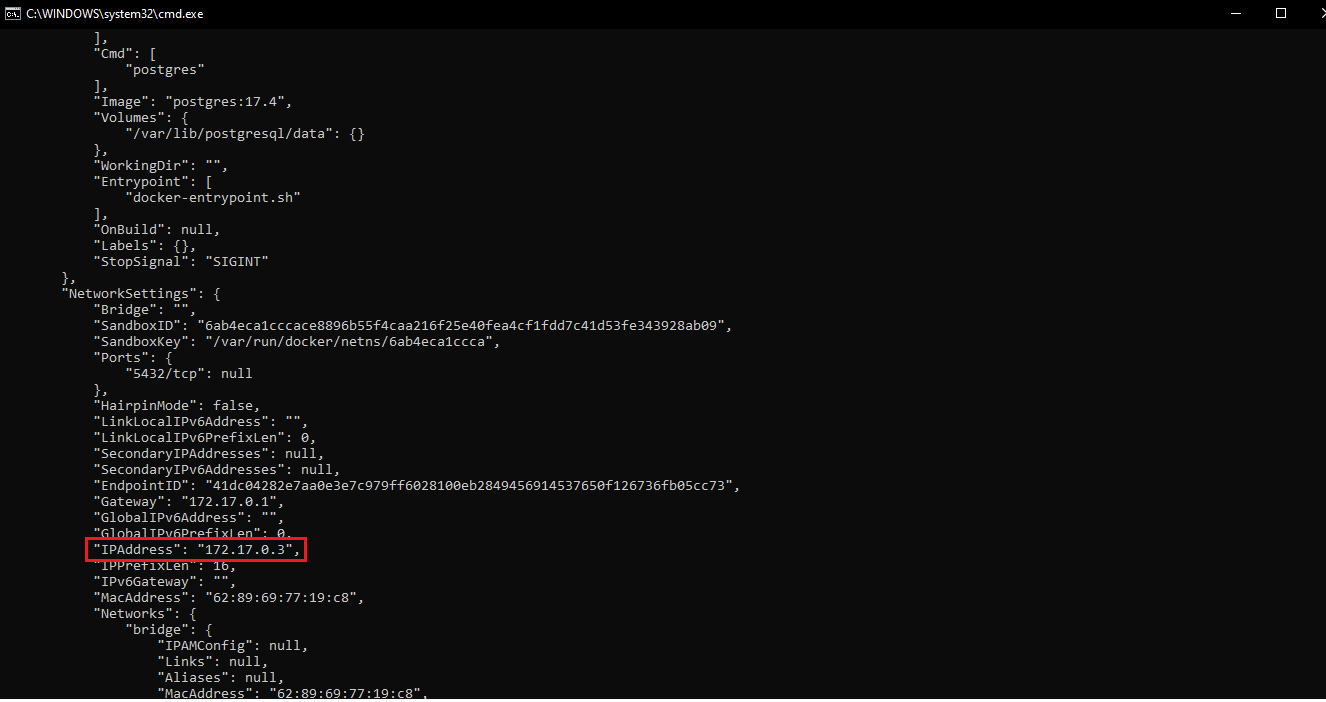 C:\WINDOWS\system32\cmd.exe
],
"Cmd": [
"postgres"
],
"Image": "postgres:17.4",
"Volumes": {
"/var/lib/postgresql/data": {}
},
"WorkingDir": "",
"Entrypoint": [
"docker-entrypoint.sh"
],
"OnBuild": null,
"Labels": {},
"StopSignal": "SIGINT"
},
"NetworkSettings": {
"Bridge": "",
"SandboxID": "6ab4eca1cccace8896b55f4caa216f25e40fea4cf1fdd7c41d53fe343928ab09",
"SandboxKey": "/var/run/docker/netns/6ab4eca1ccca",
"Ports": {
"5432/tcp": null
},
"HairpinMode": false,
"LinkLocalIPv6Address": "",
"LinkLocalIPv6PrefixLen": 0,
"SecondaryIPAddresses": null,
"SecondaryIPv6Addresses": null,
"EndpointID": "41dc04282e7aa0e3e7c979ff6028100eb2849456914537650f126736fb05cc73",
"Gateway": "172.17.0.1",
"GlobalIPv6Address": "",
"GlobalIPv6PrefixLen": 0,
"IPAddress": "172.17.0.3",
"IPPrefixLen": 16,
"IPv6Gateway": "",
"MacAddress": "62:89:69:77:19:c8",
"Networks": {
"bridge": {
"IPAMConfig": null,
"Links": null,
"Aliases": null,
"MacAddress": "62:89:69:77:19:c8",